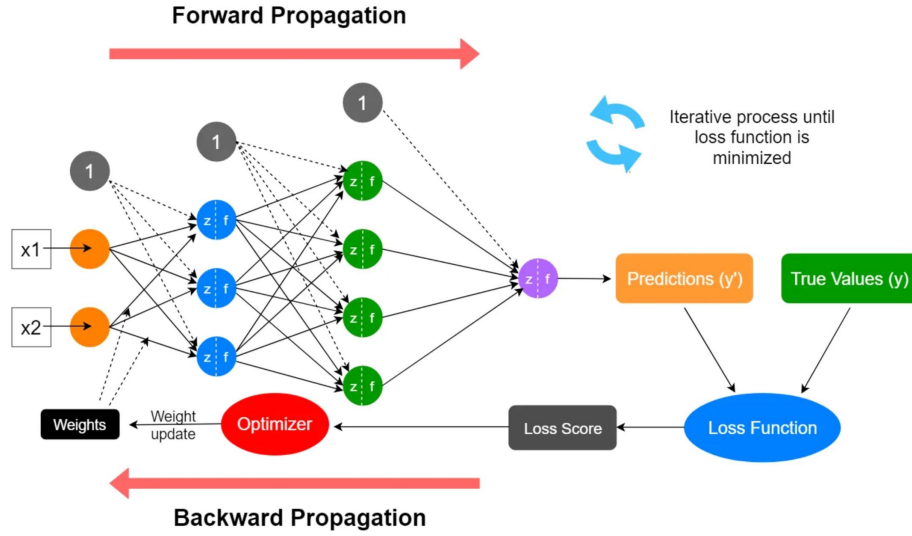 Forward Propagation
1
Iterative process until
loss function is
minimized
1
1
z f
z f
x1
z f
z f
Predictions (y')
True Values (y)
z f
z f
x2
z f
z f
Weights
Weight
update
Optimizer
Loss Score
Loss Function
Backward Propagation